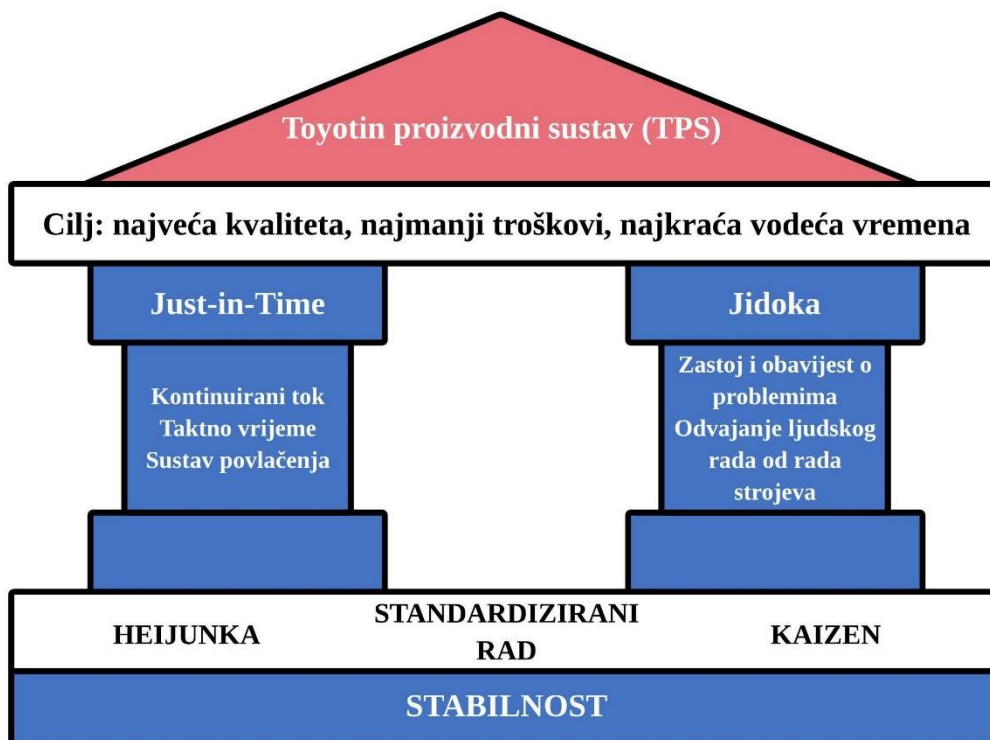 Toyotin proizvodni sustav (TPS)
Cilj: najveća kvaliteta, najmanji troškovi, najkraća vodeća vremena
Just-in-Time
Kontinuirani tok
Taktno vrijeme
Sustav povlačenja
Jidoka
Zastoj i obavijest o
problemima
Odvajanje ljudskog
rada od rada
strojeva
HEIJUNKA
STANDARDIZIRANI
RAD
KAIZEN
STABILNOST